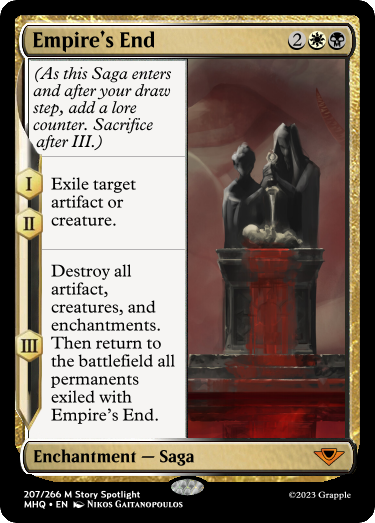 Empire's End 2
(As this Saga enters
and after your draw
step, add a lore
counter. Sacrifice
after III.)
I
Exile target
artifact or
creature.
II
Destroy all
artifact,
creatures, and
enchantments.
Then return to
III
the battlefield all
permanents
exiled with
Empire's End.
Enchantment — Saga
207/266 M Story Spotlight
MHQ • EN Nikos Gaitanopoulos
©2023 Grapple